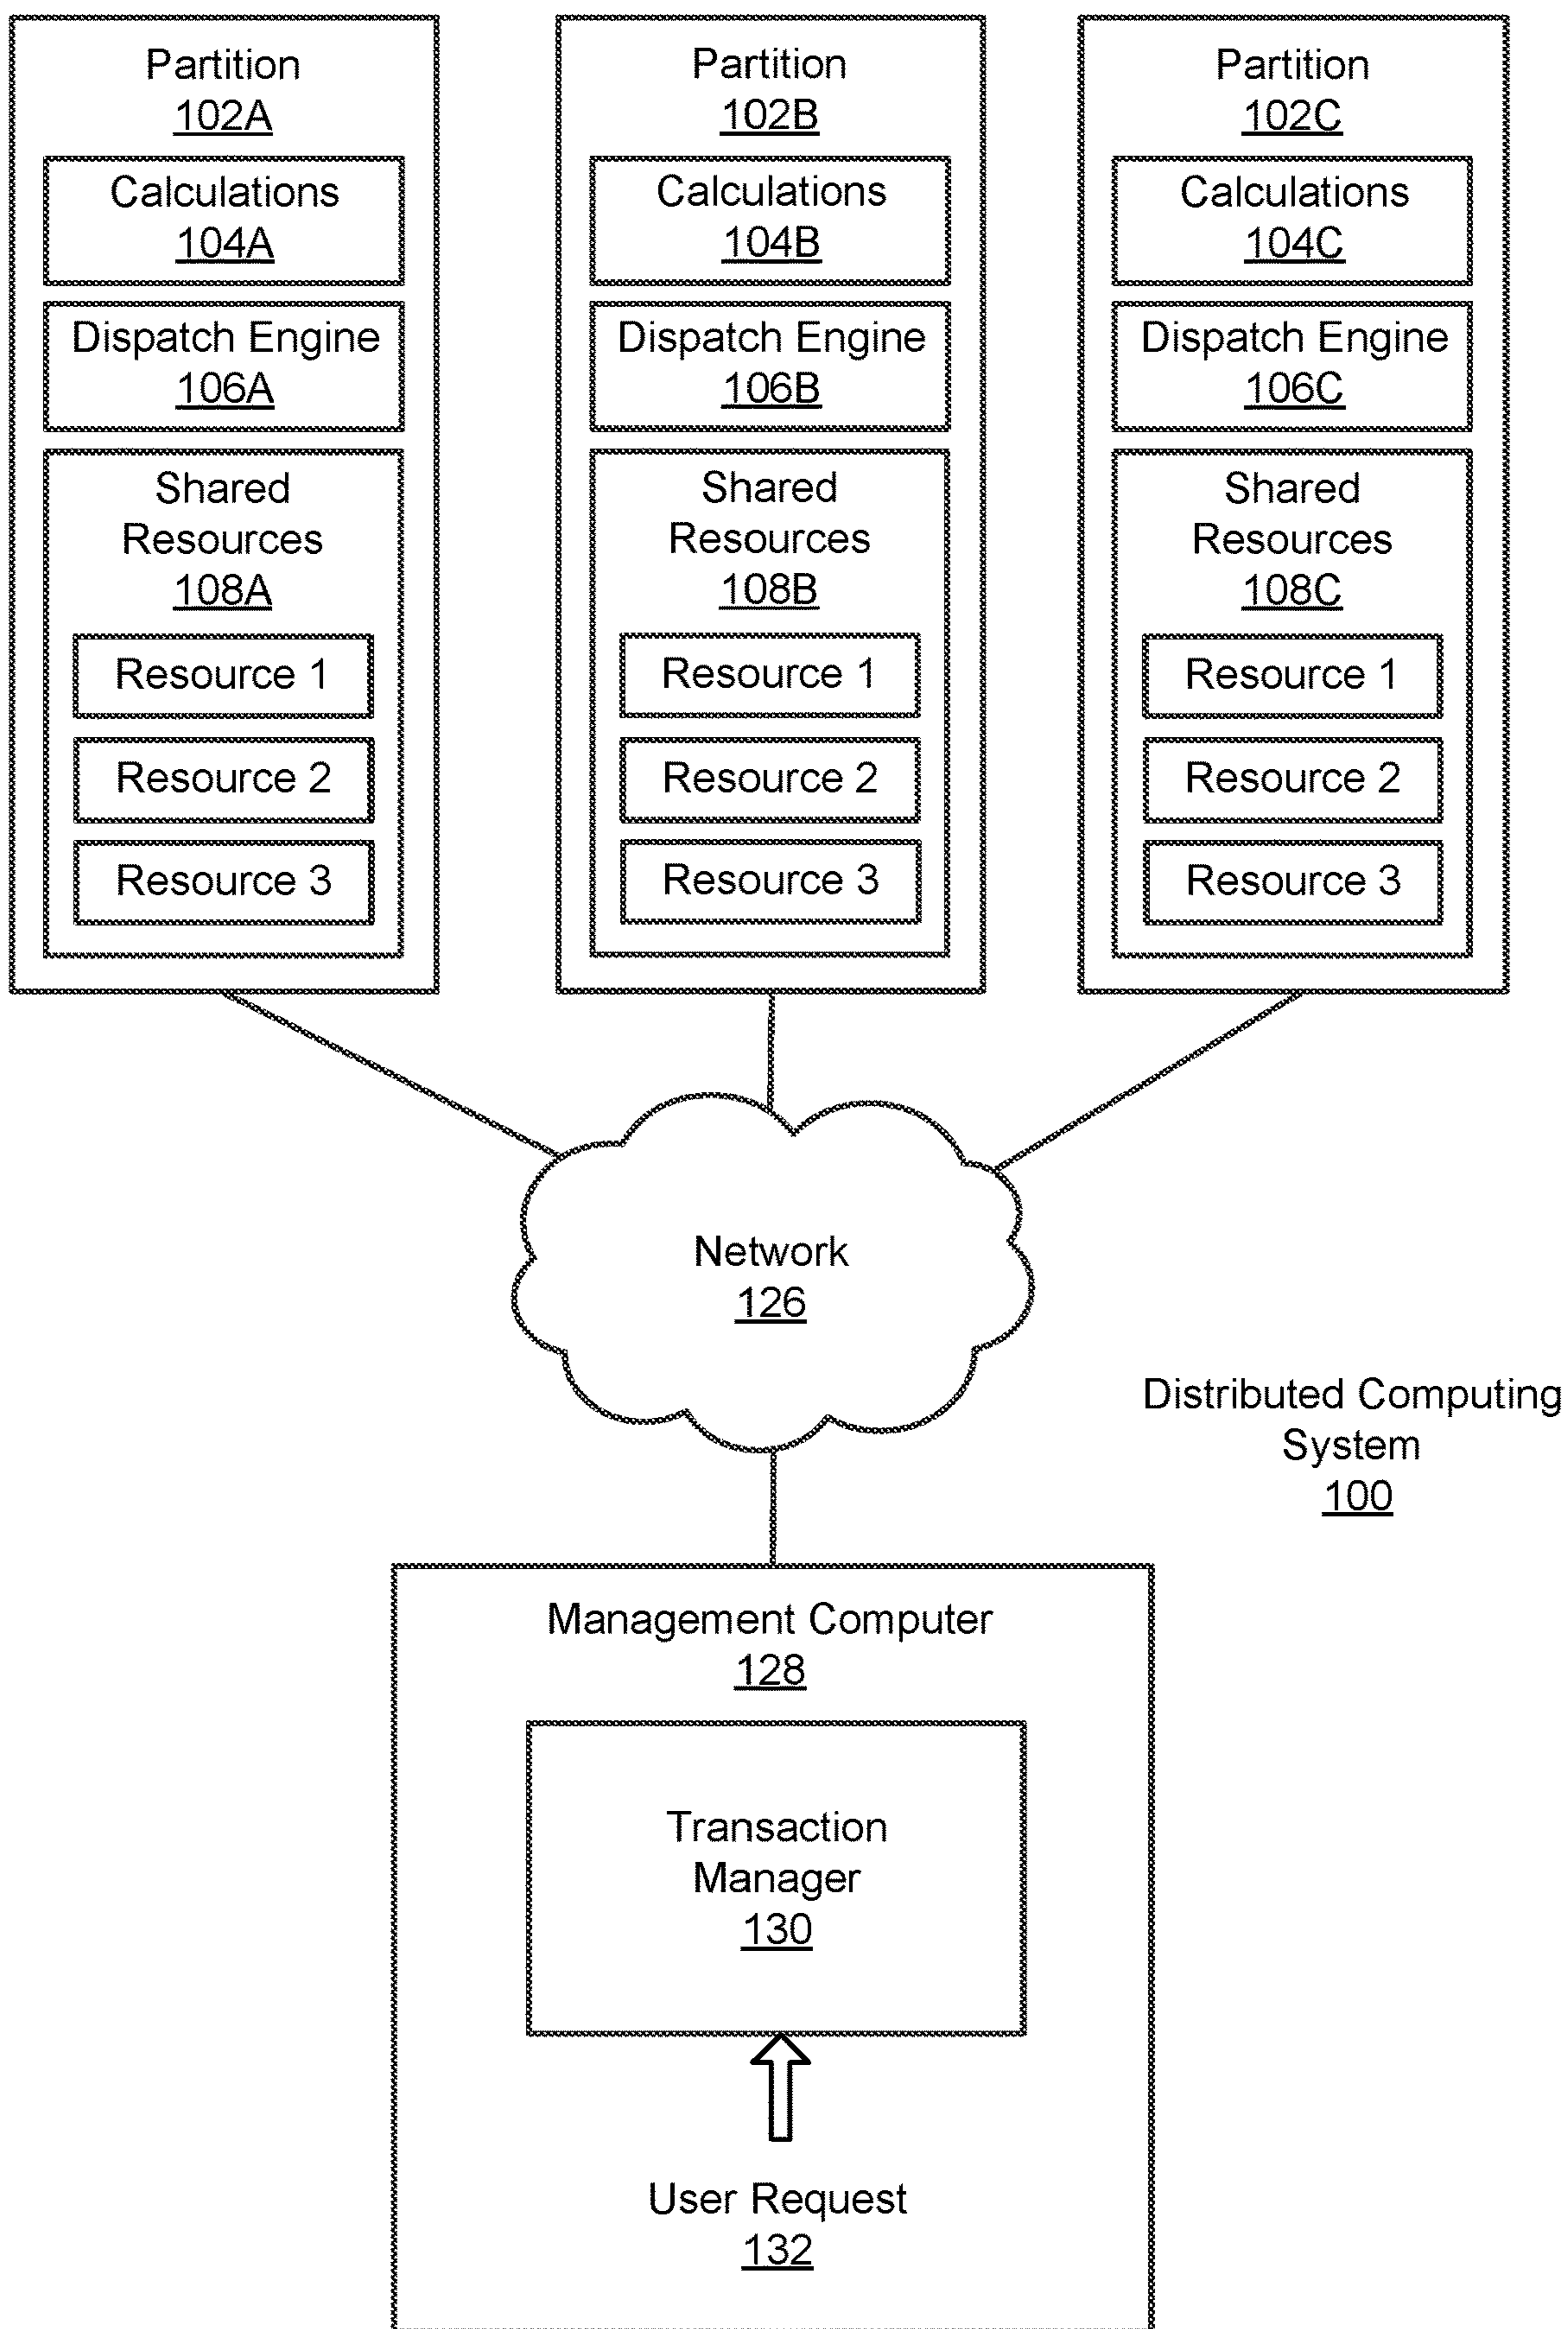 Partition
102A
Calculations
104A
Dispatch Engine
106A
Shared
Resources
108A
Resource 1
Resource 2
Resource 3
Partition
102B
Calculations
104B
Dispatch Engine
106B
Shared
Resources
108B
Resource 1
Resource 2
Resource 3
Partition
102C
Calculations
104C
Dispatch Engine
106C
Shared
Resources
108C
Resource 1
Resource 2
Resource 3
Network
126
Distributed Computing
System
100
Management Computer
128
Transaction
Manager
130
User Request
132